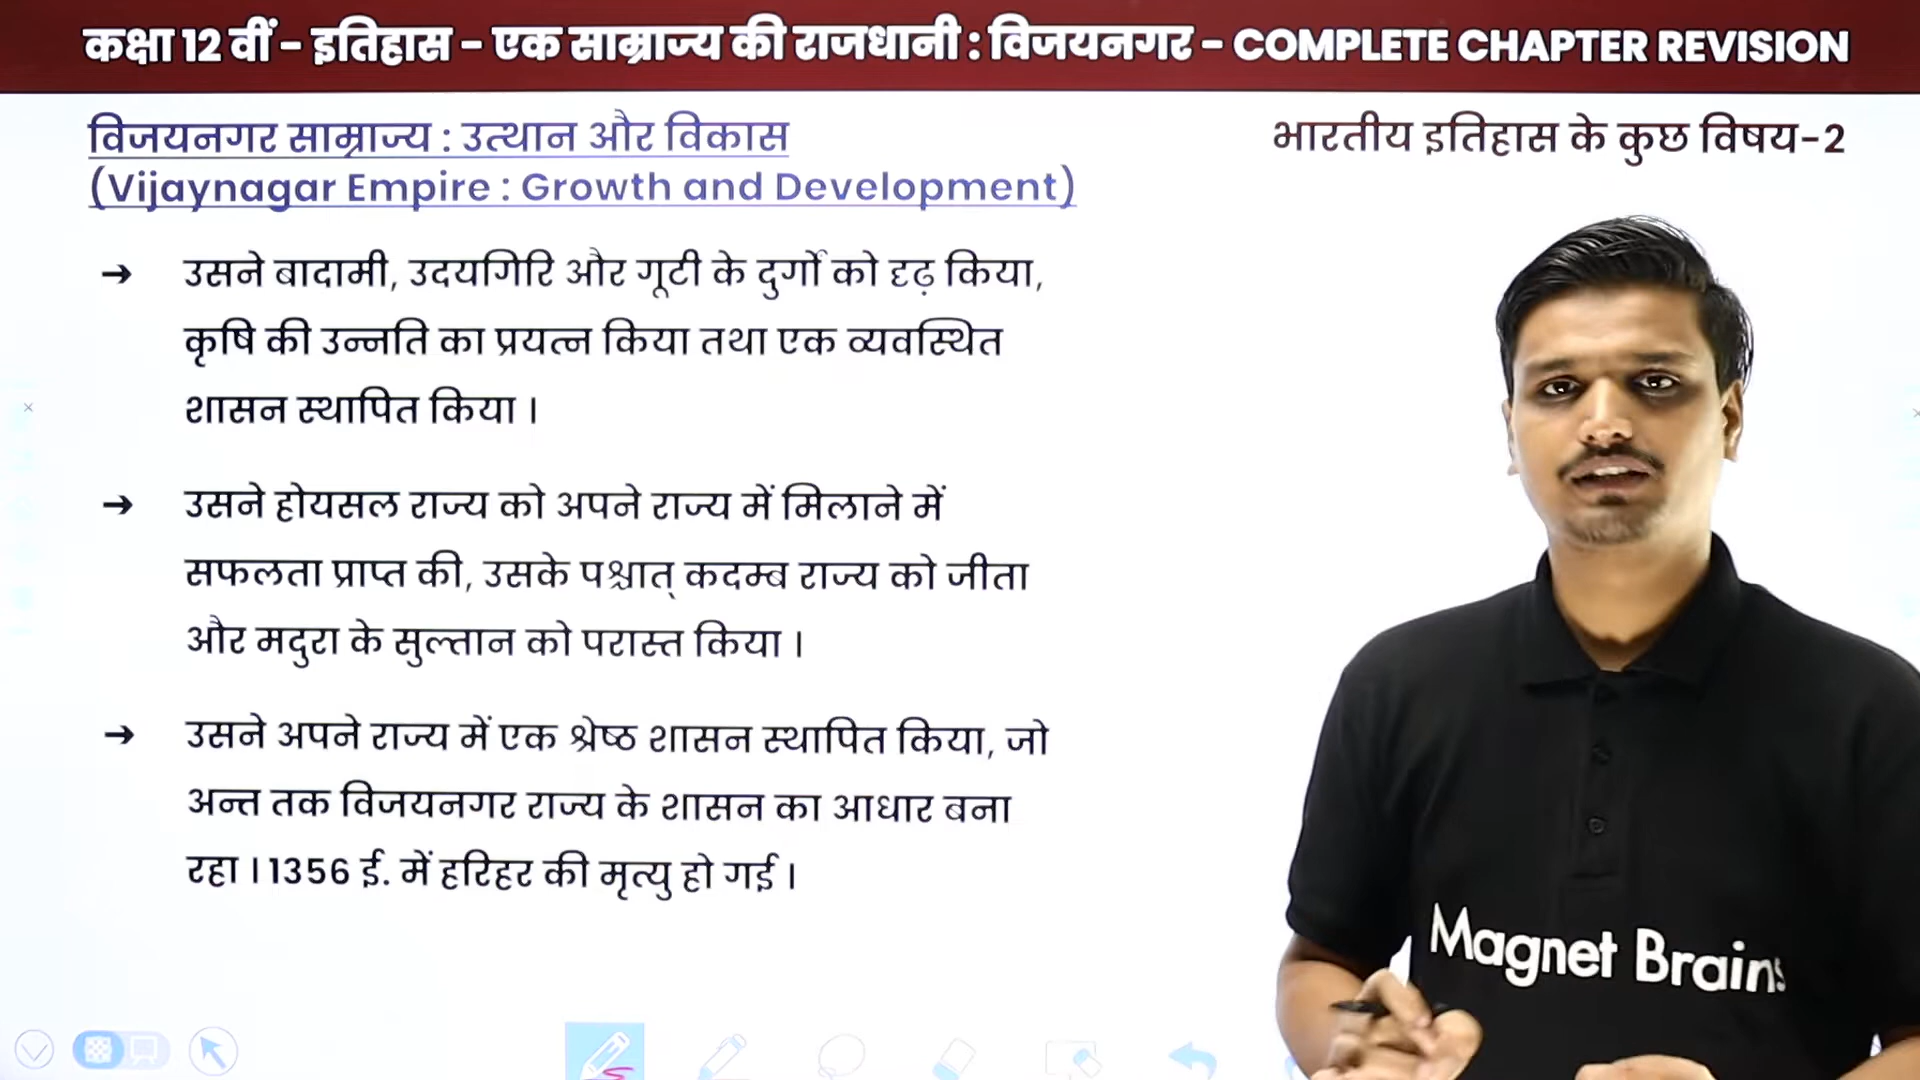 कक्षा 12 वीं - इतिहास - एक साम्राज्य की राजधानी : विजयनगर - COMPLETE CHAPTER REVISION
विजयनगर साम्राज्य : उत्थान और विकास
(Vijaynagar Empire : Growth and Development)
भारतीय इतिहास के कुछ विषय-2
→ उसने बादामी, उदयगिरि और गूटी के दुर्गों को दृढ़ किया,
कृषि की उन्नति का प्रयत्न किया तथा एक व्यवस्थित
शासन स्थापित किया ।
→ उसने होयसल राज्य को अपने राज्य में मिलाने में
सफलता प्राप्त की, उसके पश्चात् कदम्ब राज्य को जीता
और मदुरा के सुल्तान को परास्त किया ।
→ उसने अपने राज्य में एक श्रेष्ठ शासन स्थापित किया, जो
अन्त तक विजयनगर राज्य के शासन का आधार बना
रहा । 1356 ई. में हरिहर की मृत्यु हो गई ।
Magnet Brains